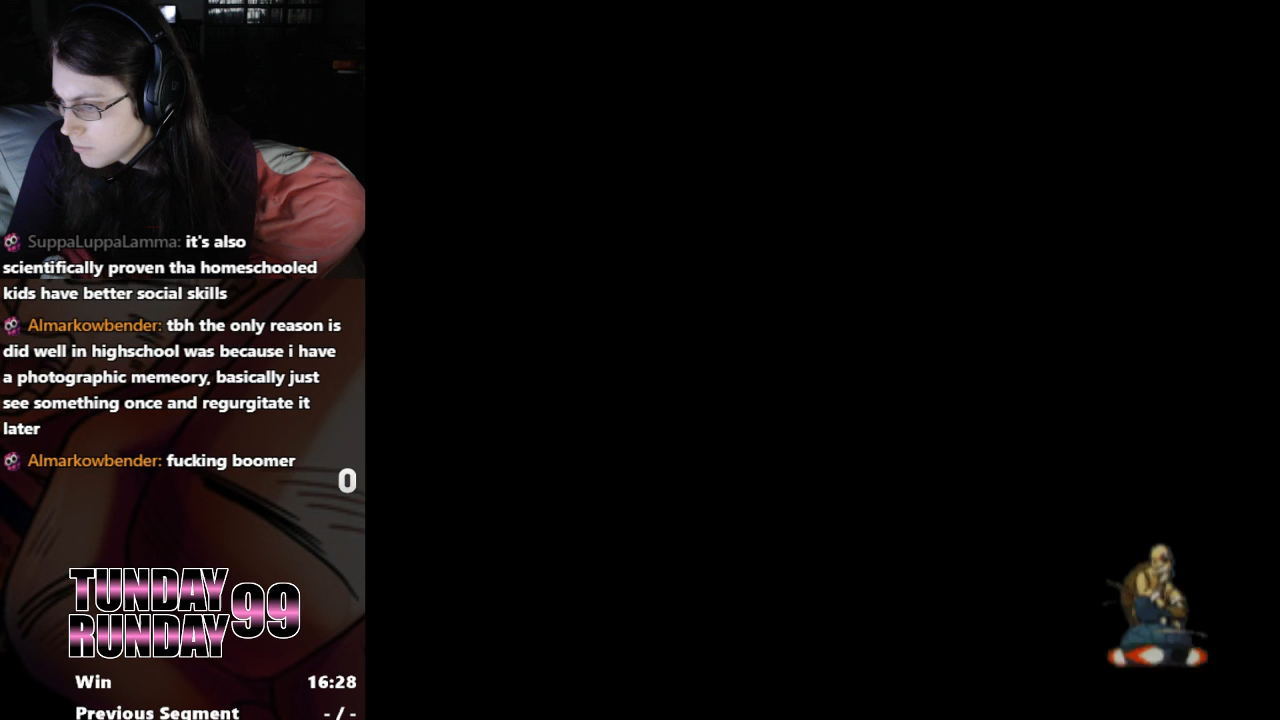 SuppaLuppaLamma: it's also
scientifically proven tha homeschooled
kids have better social skills
Almarkowbender: tbh the only reason is
did well in highschool was because i have
a photographic memeory, basically just
see something once and regurgitate it
later
Almarkowbender: fucking boomer
0
TUNDAY
RUNDAY 99
Win 16:28
Previous Segment - / -